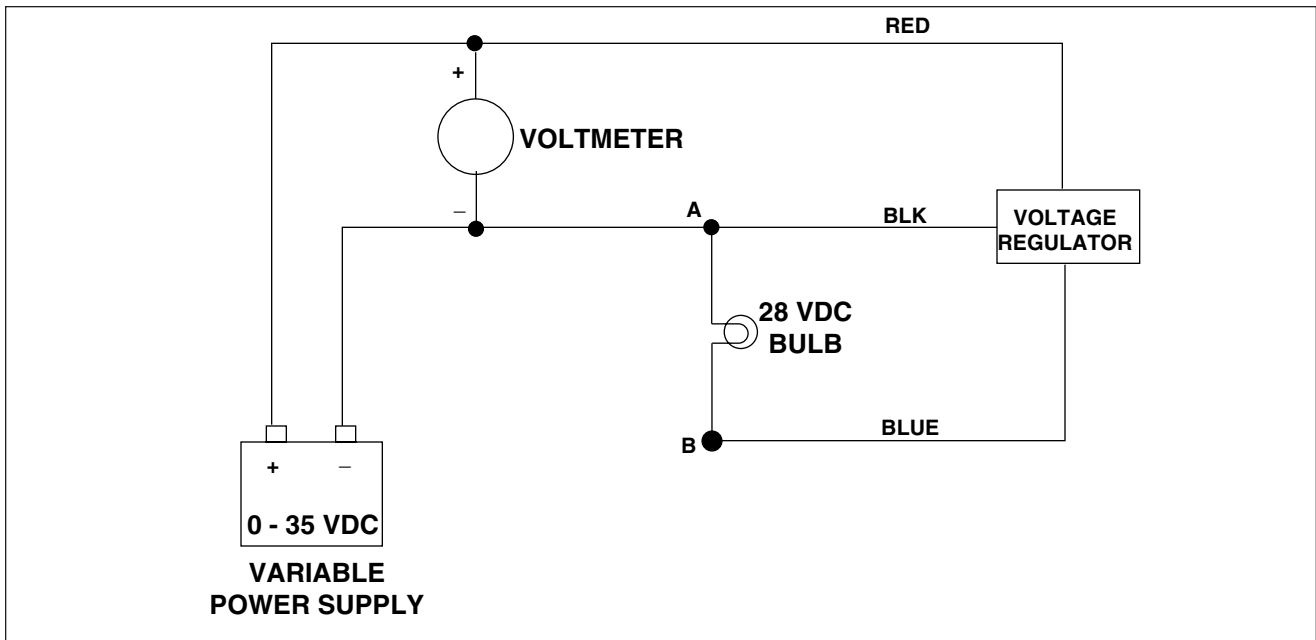 RED
+
VOLTMETER
–
A
BLK
VOLTAGE
REGULATOR
28 VDC
BULB
B
BLUE
+ –
0 - 35 VDC
VARIABLE
POWER SUPPLY